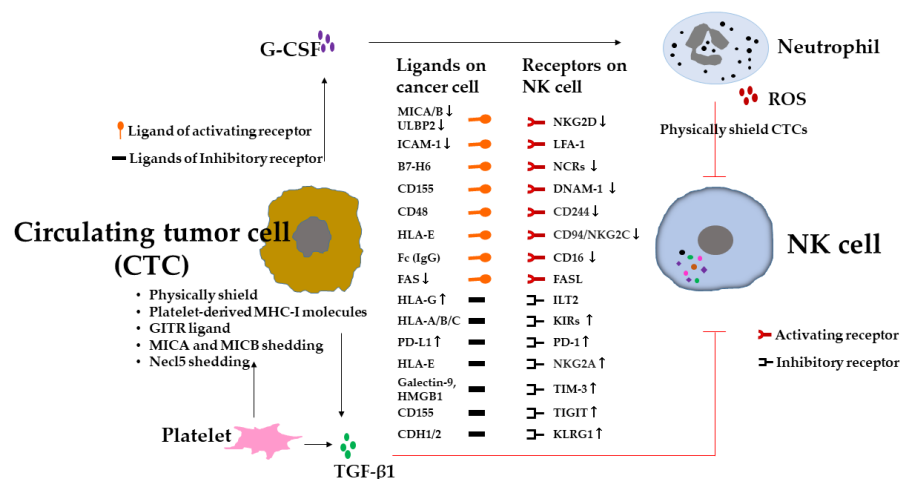 G-CSF
Neutrophil
ROS
Physically shield CTCs
Ligand of activating receptor
Ligands of Inhibitory receptor
Ligands on
cancer cell
Receptors on
NK cell
MICA/B↓
ULBP2↓
NKG2D↓
ICAM-1↓
LFA-1
B7-H6
NCRs ↓
CD155
DNAM-1↓
CD48
CD244↓
HLA-E
CD94/NKG2C↓
Fc (IgG)
CD16 ↓
FAS↓
FASL
HLA-G↑
ILT2
HLA-A/B/C
KIRs ↑
PD-L1↑
PD-1↑
HLA-E
NKG2A↑
Galectin-9,
HMGB1
TIM-3↑
CD155
TIGIT↑
CDH1/2
KLRG1↑
Circulating tumor cell
(CTC)
• Physically shield
• Platelet-derived MHC-I molecules
• GITR ligand
• MICA and MICB shedding
• Necl5 shedding
Platelet
TGF-β1
NK cell
Activating receptor
Inhibitory receptor